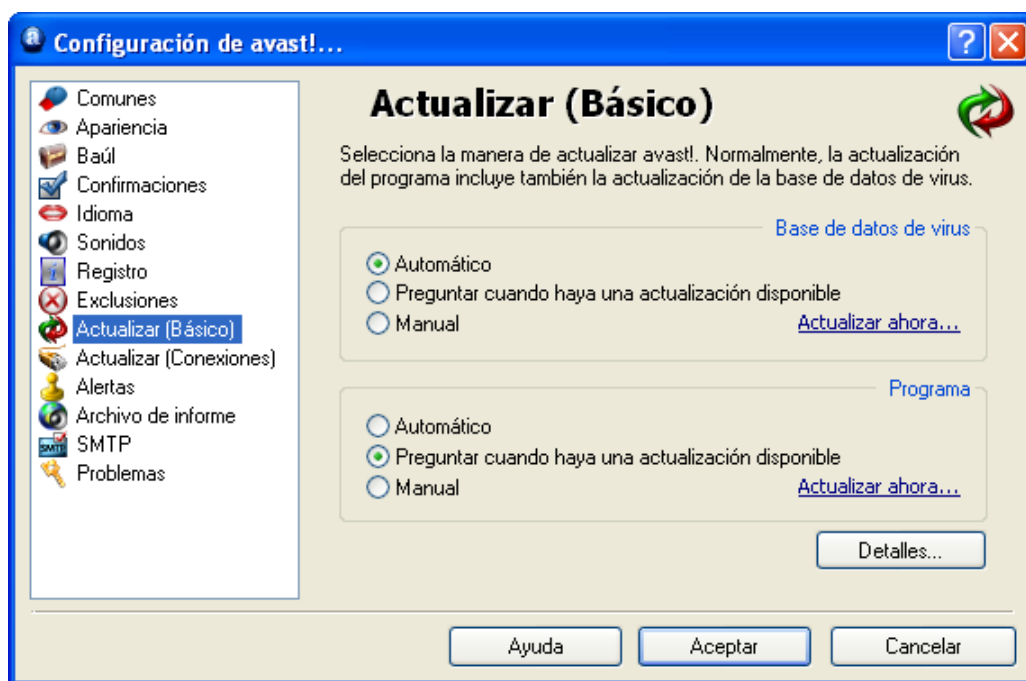 Configuración de avast!...
Comunes
Apariencia
Baúl
Confirmaciones
Idioma
Sonidos
Registro
Exclusiones
Actualizar (Básico)
Actualizar (Conexiones)
Alertas
Archivo de informe
SMTP
Problemas
Actualizar (Básico)
Selecciona la manera de actualizar avast!. Normalmente, la actualización
del programa incluye también la actualización de la base de datos de virus.
Base de datos de virus
Automático
Preguntar cuando haya una actualización disponible
Manual
Actualizar ahora...
Programa
Automático
Preguntar cuando haya una actualización disponible
Manual
Actualizar ahora...
Detalles...
Ayuda
Aceptar
Cancelar